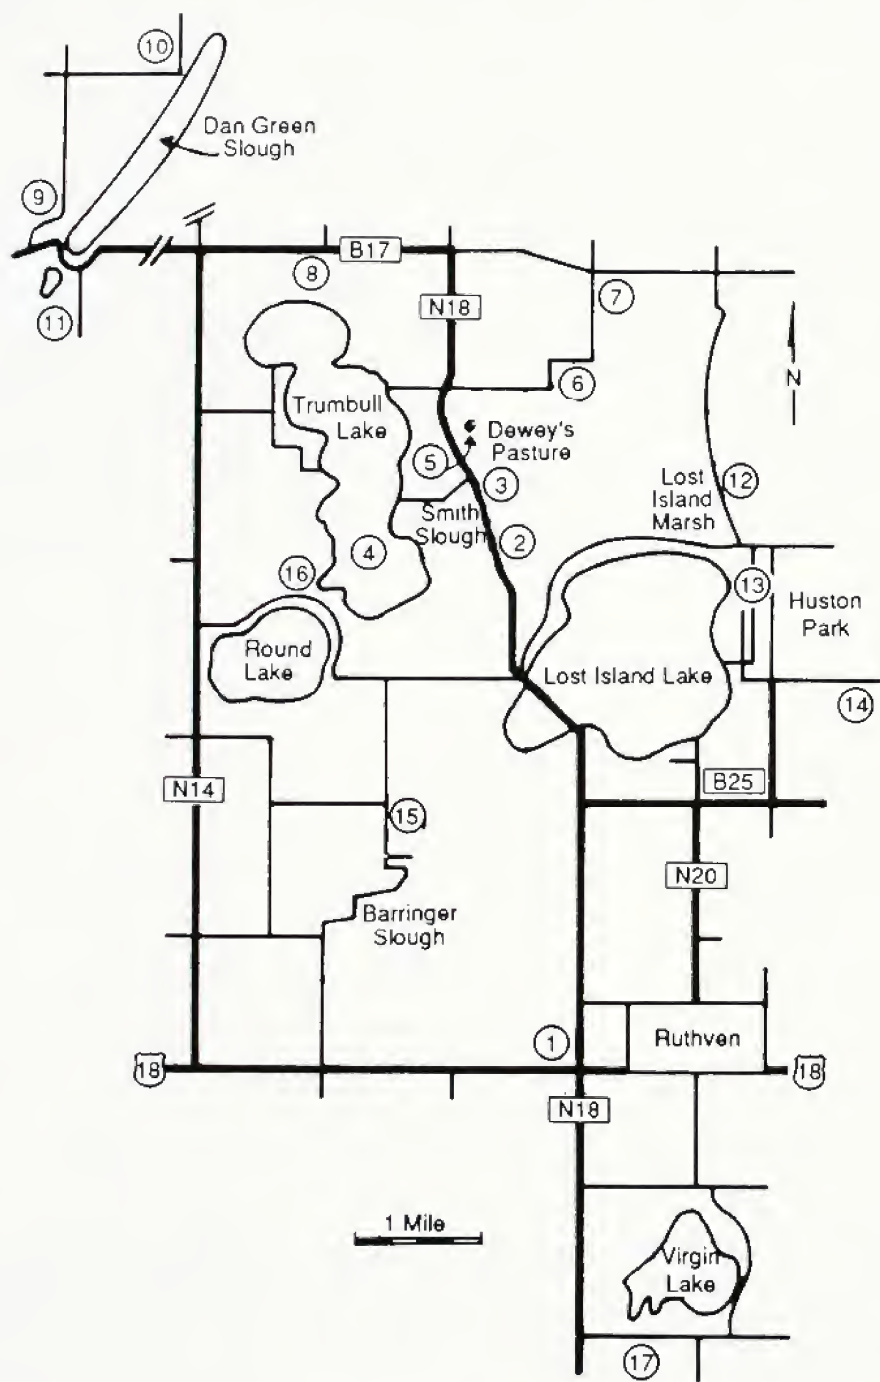 10
Dan Green
Slough
9
B17
8
7
11
N18
N
6
Trumbull
Lake
Dewey's
Pasture
5
3
12
Lost
Island
Marsh
Smith
Slough
2
4
16
13
Huston
Park
Round
Lake
Lost Island Lake
14
N14
B25
15
N20
Barringer
Slough
1
Ruthven
18
18
N18
1 Mile
Virgin
Lake
17